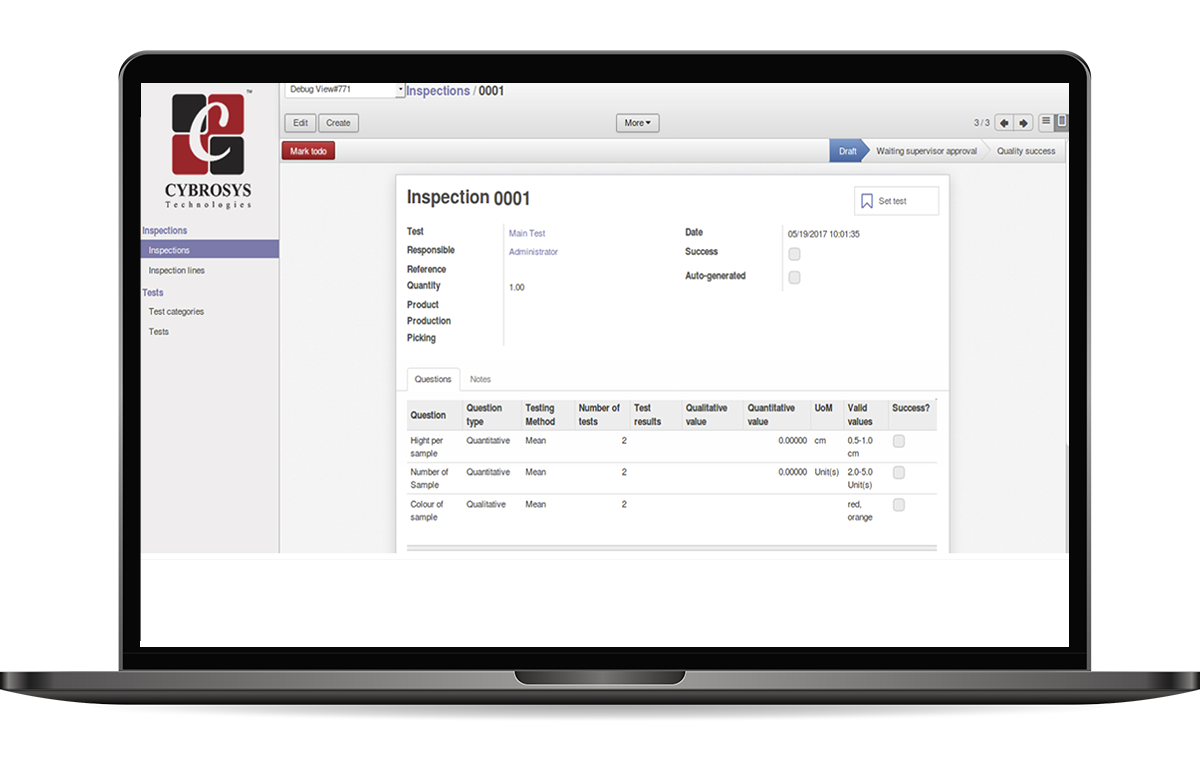 TM
CYBROSYS
Technologies
Inspections
Inspections
Inspection lines
Tests
Test categories
Tests
Debug View#771
Inspections / 0001
Edit Create More 3 / 3
Mark todo Draft Waiting supervisor approval Quality success
Inspection 0001
Set test
Test Main Test
Responsible Administrator
Reference
Quantity 1.00
Product
Production
Picking
Date 05/19/2017 10:01:35
Success
Auto-generated
Questions Notes
Question Question type Testing Method Number of tests Test results Qualitative value Quantitative value UoM Valid values Success?
Hight per sample Quantitative Mean 2 0.00000 cm 0.5-1.0 cm
Number of Sample Quantitative Mean 2 0.00000 Unit(s) 2.0-5.0 Unit(s)
Colour of sample Qualitative Mean 2 red, orange